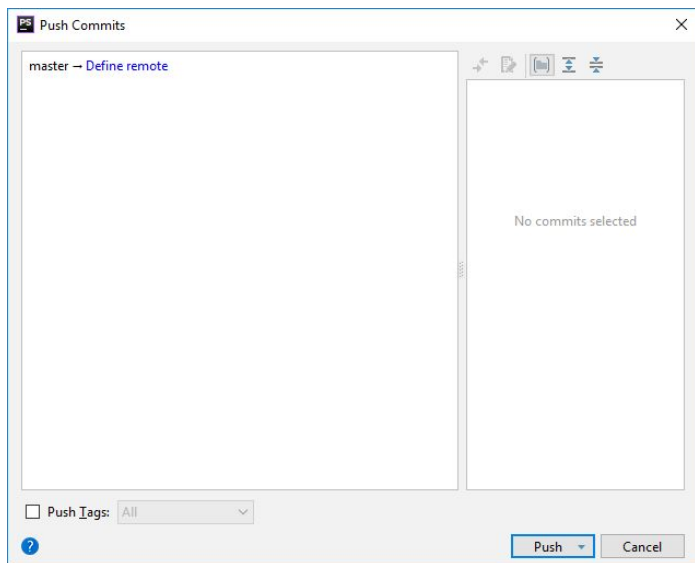 PS Push Commits
master → Define remote
No commits selected
Push Tags: All
? Push Cancel